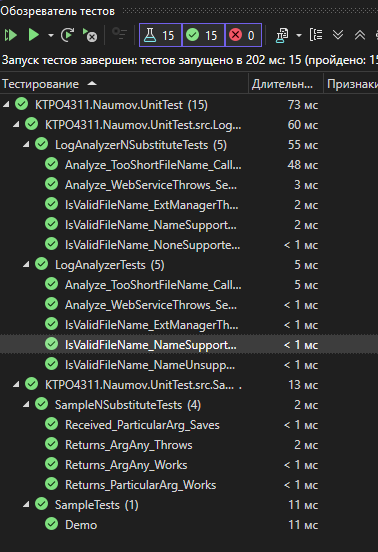 Обозреватель тестов
15 15 0
Запуск тестов завершен: тестов запущено в 202 мс: 15 (пройдено: 15
Тестирование Длительн... Признаки
KTPO4311.Naumov.UnitTest (15) 73 мс
KTPO4311.Naumov.UnitTest.src.Log... 60 мс
LogAnalyzerNSubstituteTests (5) 55 мс
Analyze_TooShortFileName_Call... 48 мс
Analyze_WebServiceThrows_Se... 3 мс
IsValidFileName_ExtManagerTh... 2 мс
IsValidFileName_NameSupport... 2 мс
IsValidFileName_NoneSupporte... < 1 мс
LogAnalyzerTests (5) 5 мс
Analyze_TooShortFileName_Call... 5 мс
Analyze_WebServiceThrows_Se... < 1 мс
IsValidFileName_ExtManagerTh... < 1 мс
IsValidFileName_NameSupport... < 1 мс
IsValidFileName_NameUnsupp... < 1 мс
KTPO4311.Naumov.UnitTest.src.Sa... 13 мс
SampleNSubstituteTests (4) 2 мс
Received_ParticularArg_Saves < 1 мс
Returns_ArgAny_Throws 2 мс
Returns_ArgAny_Works < 1 мс
Returns_ParticularArg_Works < 1 мс
SampleTests (1) 11 мс
Demo 11 мс